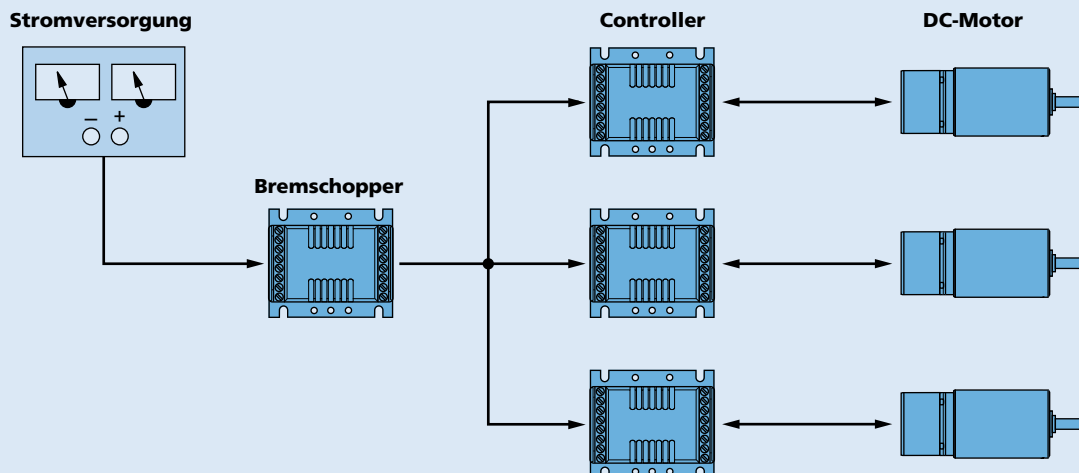 Stromversorgung
Controller
DC-Motor
− +
Bremschopper